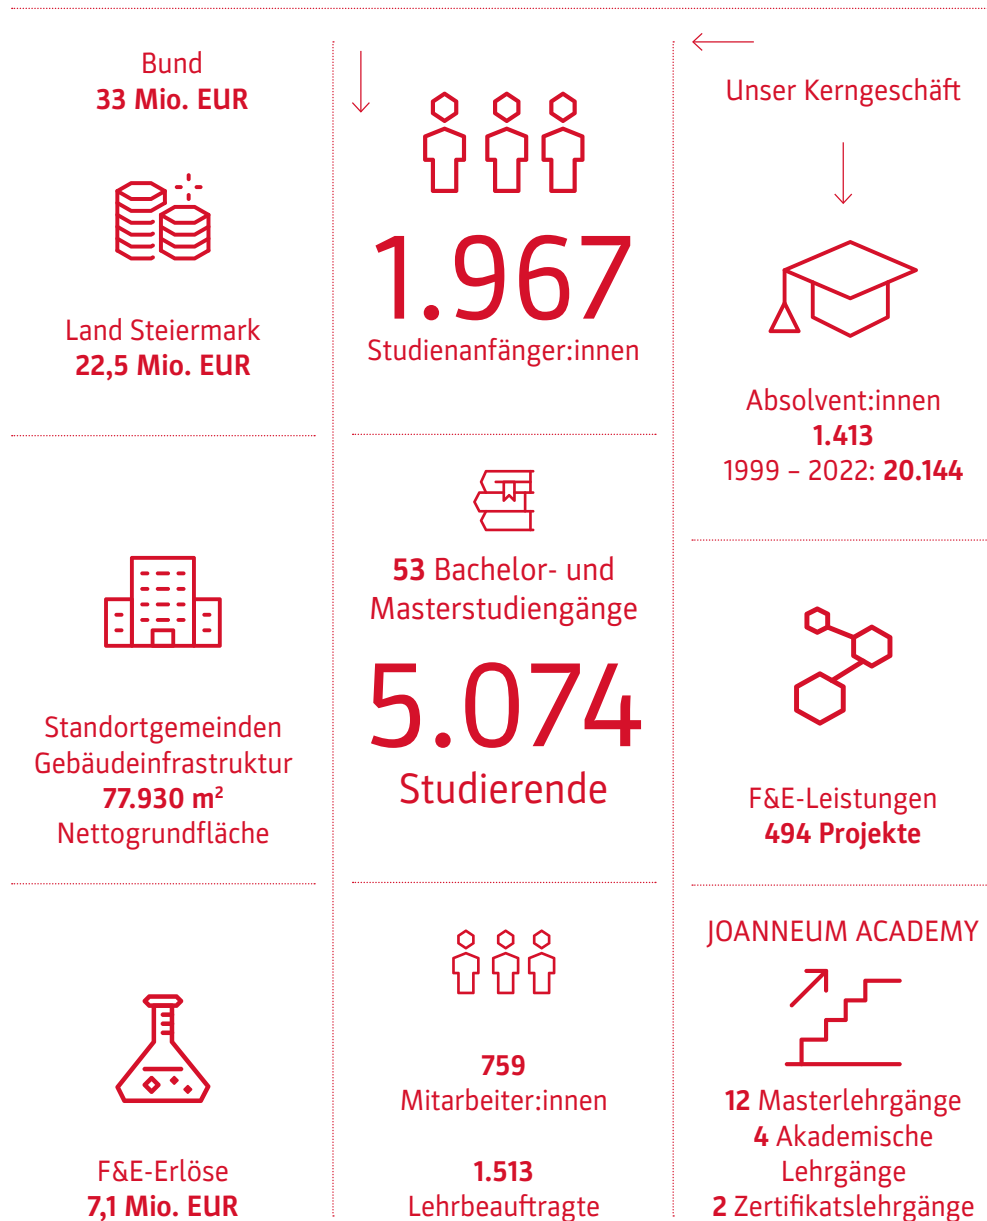 Bund
33 Mio. EUR
Land Steiermark
22,5 Mio. EUR
Standortgemeinden
Gebäudeinfrastruktur
77.930 m²
Nettogrundfläche
F&E-Erlöse
7,1 Mio. EUR
1.967
Studienanfänger:innen
53 Bachelor- und
Masterstudiengänge
5.074
Studierende
759
Mitarbeiter:innen
1.513
Lehrbeauftragte
Unser Kerngeschäft
Absolvent:innen
1.413
1999 – 2022: 20.144
F&E-Leistungen
494 Projekte
JOANNEUM ACADEMY
12 Masterlehrgänge
4 Akademische
Lehrgänge
2 Zertifikatslehrgänge